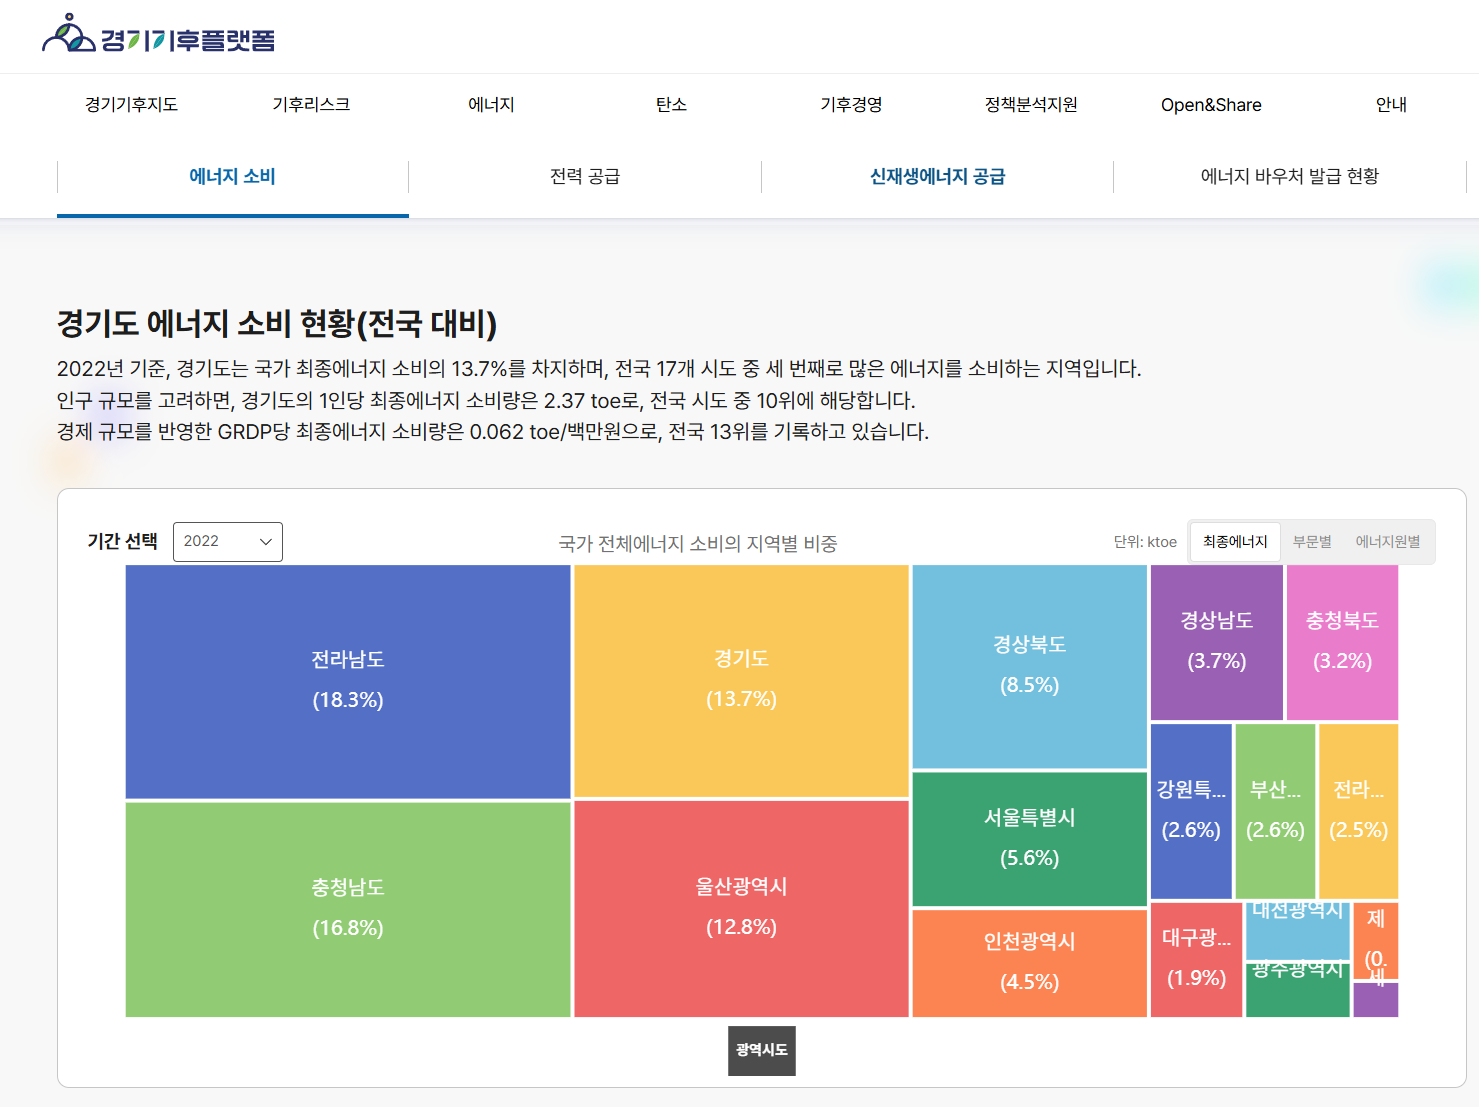 경기기후플랫폼
경기기후지도 기후리스크 에너지 탄소 기후경영 정책분석지원 Open&Share 안내
에너지 소비 전력 공급 신재생에너지 공급 에너지 바우처 발급 현황
경기도 에너지 소비 현황(전국 대비)
2022년 기준, 경기도는 국가 최종에너지 소비의 13.7%를 차지하며, 전국 17개 시도 중 세 번째로 많은 에너지를 소비하는 지역입니다.
인구 규모를 고려하면, 경기도의 1인당 최종에너지 소비량은 2.37 toe로, 전국 시도 중 10위에 해당합니다.
경제 규모를 반영한 GRDP당 최종에너지 소비량은 0.062 toe/백만원으로, 전국 13위를 기록하고 있습니다.
기간 선택 2022 국가 전체에너지 소비의 지역별 비중 단위: ktoe 최종에너지 부문별 에너지원별
전라남도
(18.3%)
충청남도
(16.8%)
경기도
(13.7%)
울산광역시
(12.8%)
경상북도
(8.5%)
서울특별시
(5.6%)
인천광역시
(4.5%)
경상남도
(3.7%)
충청북도
(3.2%)
강원특...
(2.6%)
부산...
(2.6%)
전라...
(2.5%)
대구광...
(1.9%)
대전광역시
광주광역시
제
(0.
세
광역시도